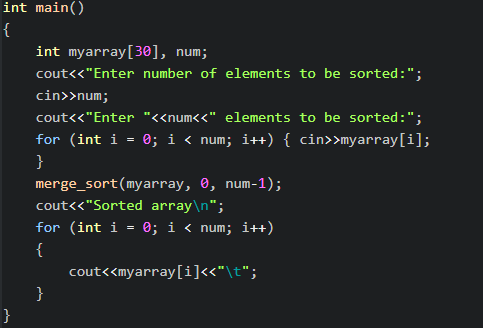 int main()
{
    int myarray[30], num;
    cout<<"Enter number of elements to be sorted:";
    cin>>num;
    cout<<"Enter "<<num<<" elements to be sorted:";
    for (int i = 0; i < num; i++) { cin>>myarray[i];
    }
    merge_sort(myarray, 0, num-1);
    cout<<"Sorted array\n";
    for (int i = 0; i < num; i++)
    {
        cout<<myarray[i]<<"\t";
    }
}